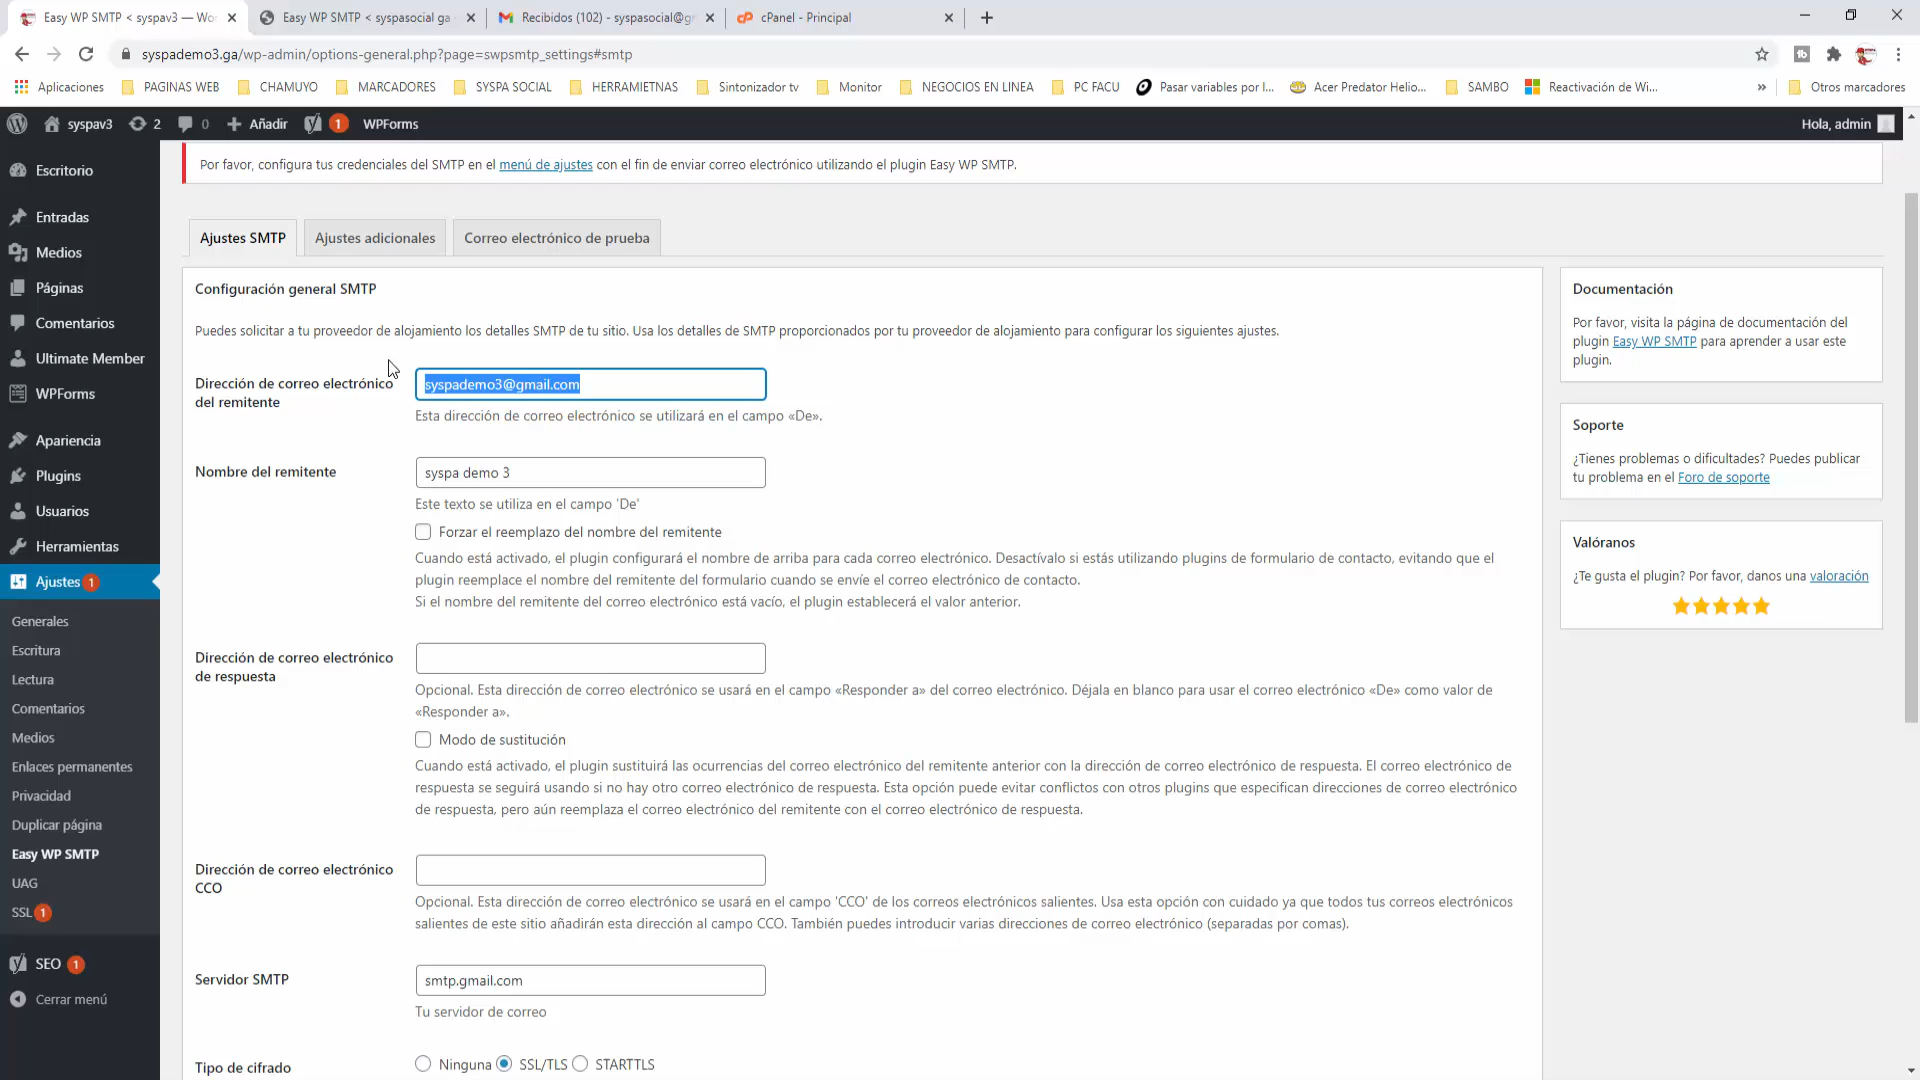 Easy WP SMTP < syspav3 — Wo
Easy WP SMTP < syspasocial ga
Recibidos (102) - syspasocial@g
cPanel - Principal
syspademo3.ga/wp-admin/options-general.php?page=swpsmtp_settings#smtp
Aplicaciones
PAGINAS WEB
CHAMUYO
MARCADORES
SYSPA SOCIAL
HERRAMIETNAS
Sintonizador tv
Monitor
NEGOCIOS EN LINEA
PC FACU
Pasar variables por l...
Acer Predator Helio...
SAMBO
Reactivación de Wi...
»
Otros marcadores
syspav3
2
0
Añadir
1
WPForms
Hola, admin
Escritorio
Entradas
Medios
Páginas
Comentarios
Ultimate Member
WPForms
Apariencia
Plugins
Usuarios
Herramientas
Ajustes 1
Generales
Escritura
Lectura
Comentarios
Medios
Enlaces permanentes
Privacidad
Duplicar página
Easy WP SMTP
UAG
SSL 1
SEO 1
Cerrar menú
Por favor, configura tus credenciales del SMTP en el menú de ajustes con el fin de enviar correo electrónico utilizando el plugin Easy WP SMTP.
Ajustes SMTP
Ajustes adicionales
Correo electrónico de prueba
Configuración general SMTP
Puedes solicitar a tu proveedor de alojamiento los detalles SMTP de tu sitio. Usa los detalles de SMTP proporcionados por tu proveedor de alojamiento para configurar los siguientes ajustes.
Dirección de correo electrónico
del remitente
syspademo3@gmail.com
Esta dirección de correo electrónico se utilizará en el campo «De».
Nombre del remitente
syspa demo 3
Este texto se utiliza en el campo 'De'
Forzar el reemplazo del nombre del remitente
Cuando está activado, el plugin configurará el nombre de arriba para cada correo electrónico. Desactívalo si estás utilizando plugins de formulario de contacto, evitando que el
plugin reemplace el nombre del remitente del formulario cuando se envíe el correo electrónico de contacto.
Si el nombre del remitente del correo electrónico está vacío, el plugin establecerá el valor anterior.
Dirección de correo electrónico
de respuesta
Opcional. Esta dirección de correo electrónico se usará en el campo «Responder a» del correo electrónico. Déjala en blanco para usar el correo electrónico «De» como valor de
«Responder a».
Modo de sustitución
Cuando está activado, el plugin sustituirá las ocurrencias del correo electrónico del remitente anterior con la dirección de correo electrónico de respuesta. El correo electrónico de
respuesta se seguirá usando si no hay otro correo electrónico de respuesta. Esta opción puede evitar conflictos con otros plugins que especifican direcciones de correo electrónico
de respuesta, pero aún reemplaza el correo electrónico del remitente con el correo electrónico de respuesta.
Dirección de correo electrónico
CCO
Opcional. Esta dirección de correo electrónico se usará en el campo 'CCO' de los correos electrónicos salientes. Usa esta opción con cuidado ya que todos tus correos electrónicos
salientes de este sitio añadirán esta dirección al campo CCO. También puedes introducir varias direcciones de correo electrónico (separadas por comas).
Servidor SMTP
smtp.gmail.com
Tu servidor de correo
Tipo de cifrado
Ninguna
SSL/TLS
STARTTLS
Documentación
Por favor, visita la página de documentación del
plugin Easy WP SMTP para aprender a usar este
plugin.
Soporte
¿Tienes problemas o dificultades? Puedes publicar
tu problema en el Foro de soporte
Valóranos
¿Te gusta el plugin? Por favor, danos una valoración